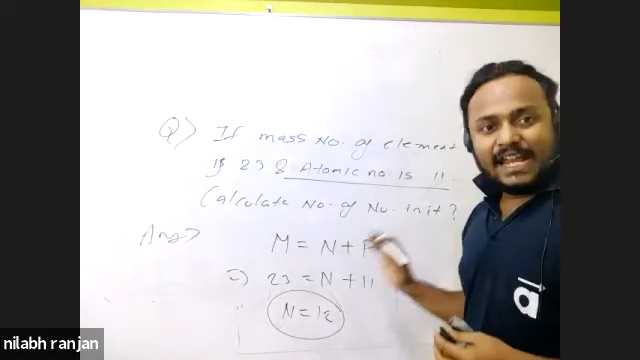 Q> If mass No. of element
is 23 & Atomic no. is 11.
Calculate No. of Nu. in it?
Ans> M = N + P
=> 23 = N + 11
N = 12
a
nilabh ranjan